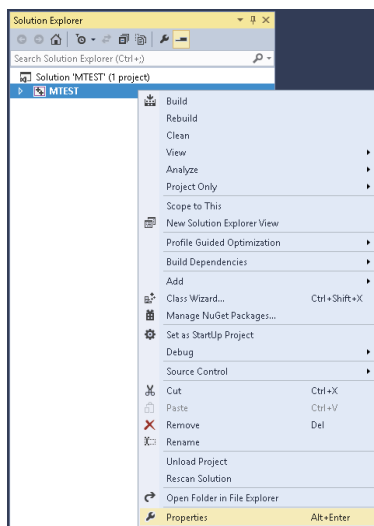 Solution Explorer
Search Solution Explorer (Ctrl+;)
Solution 'MTEST' (1 project)
MTEST
Build
Rebuild
Clean
View
Analyze
Project Only
Scope to This
New Solution Explorer View
Profile Guided Optimization
Build Dependencies
Add
Class Wizard... Ctrl+Shift+X
Manage NuGet Packages...
Set as StartUp Project
Debug
Source Control
Cut Ctrl+X
Paste Ctrl+V
Remove Del
Rename
Unload Project
Rescan Solution
Open Folder in File Explorer
Properties Alt+Enter